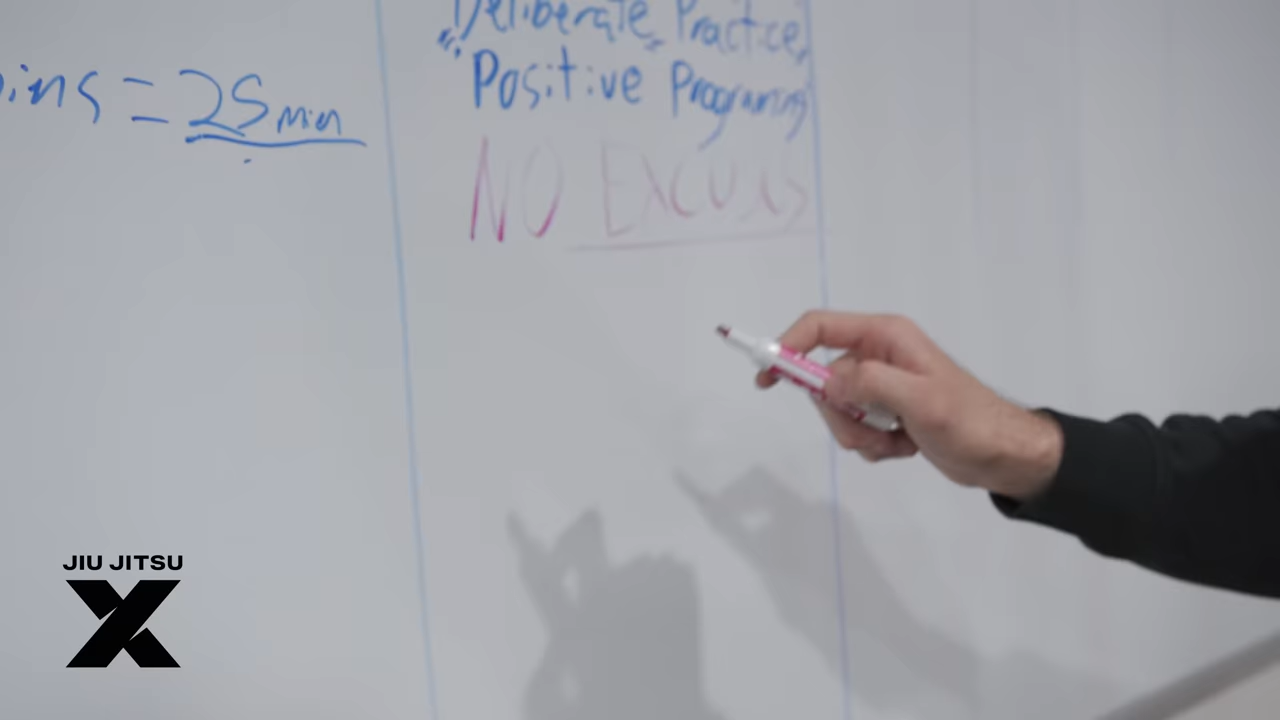 ins = 25min
"Deliberate Practice"
Positive Programing
NO EXCUSES
JIU JITSU
X